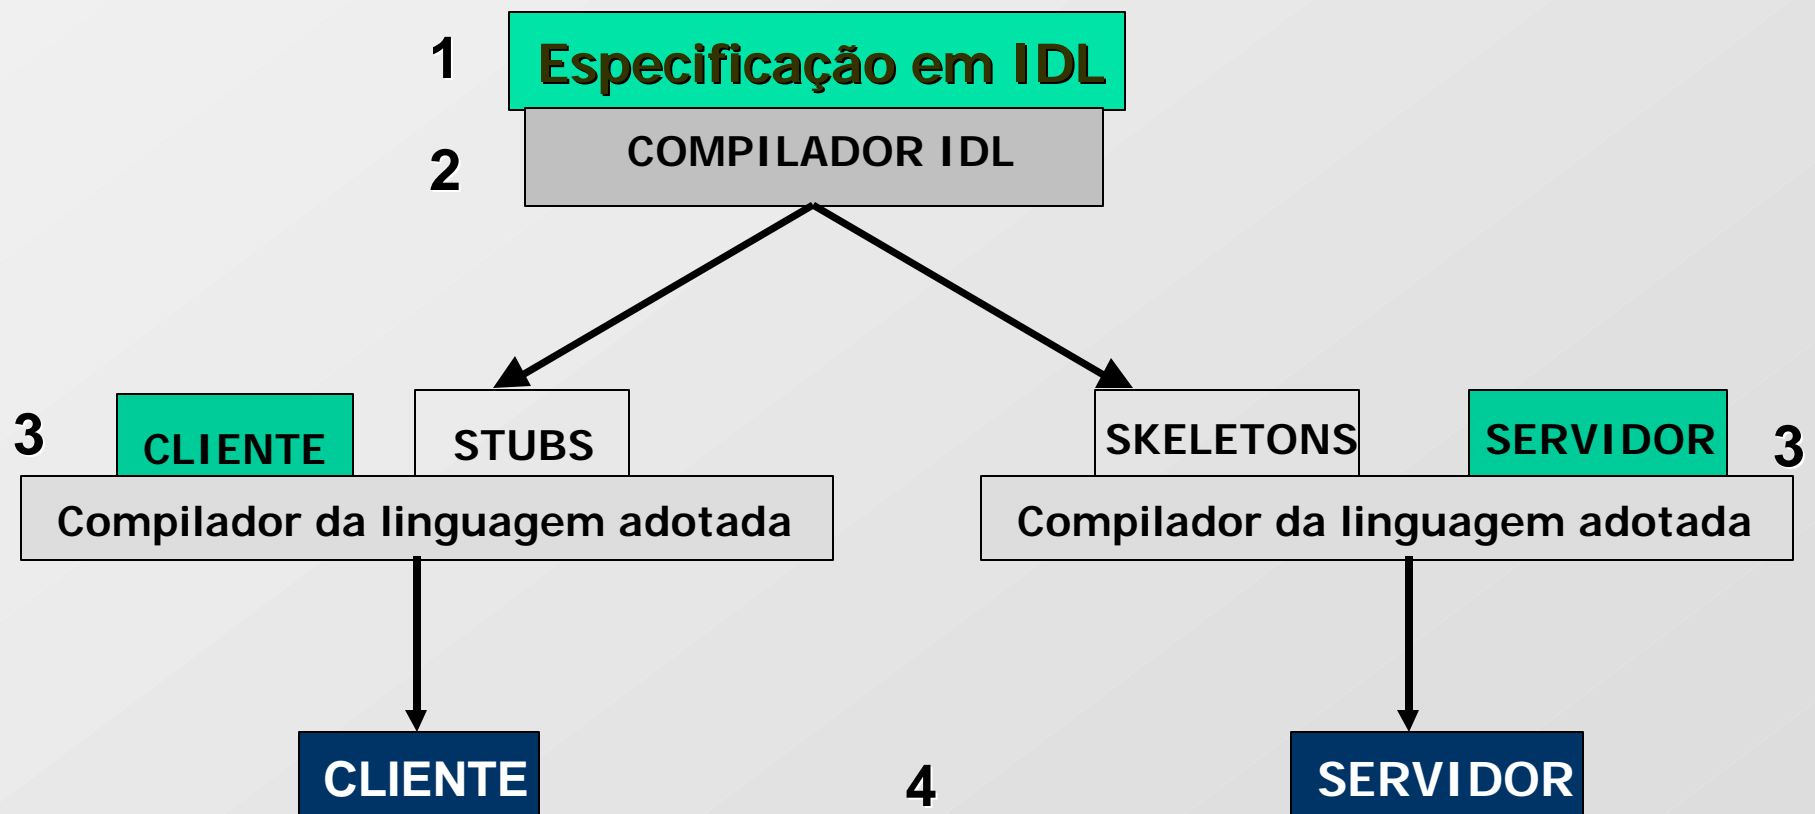 1
Especificação em IDL
2
COMPILADOR IDL
3
CLIENTE
STUBS
SKELETONS
SERVIDOR
3
Compilador da linguagem adotada
Compilador da linguagem adotada
CLIENTE
4
SERVIDOR